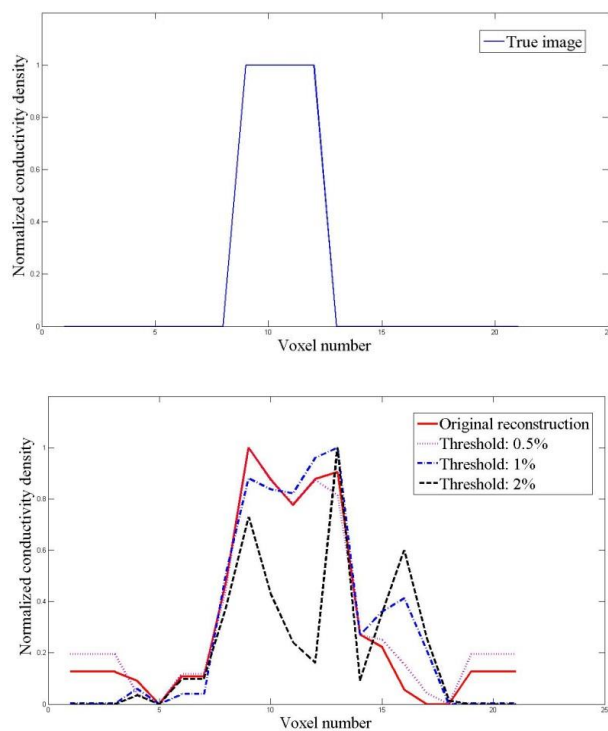 True image
Normalized conductivity density
1
0.8
0.6
0.4
0.2
0
0 5 10 15 20 25
Voxel number
Original reconstruction
Threshold: 0.5%
Threshold: 1%
Threshold: 2%
Normalized conductivity density
1
0.8
0.6
0.4
0.2
0
0 5 10 15 20 25
Voxel number